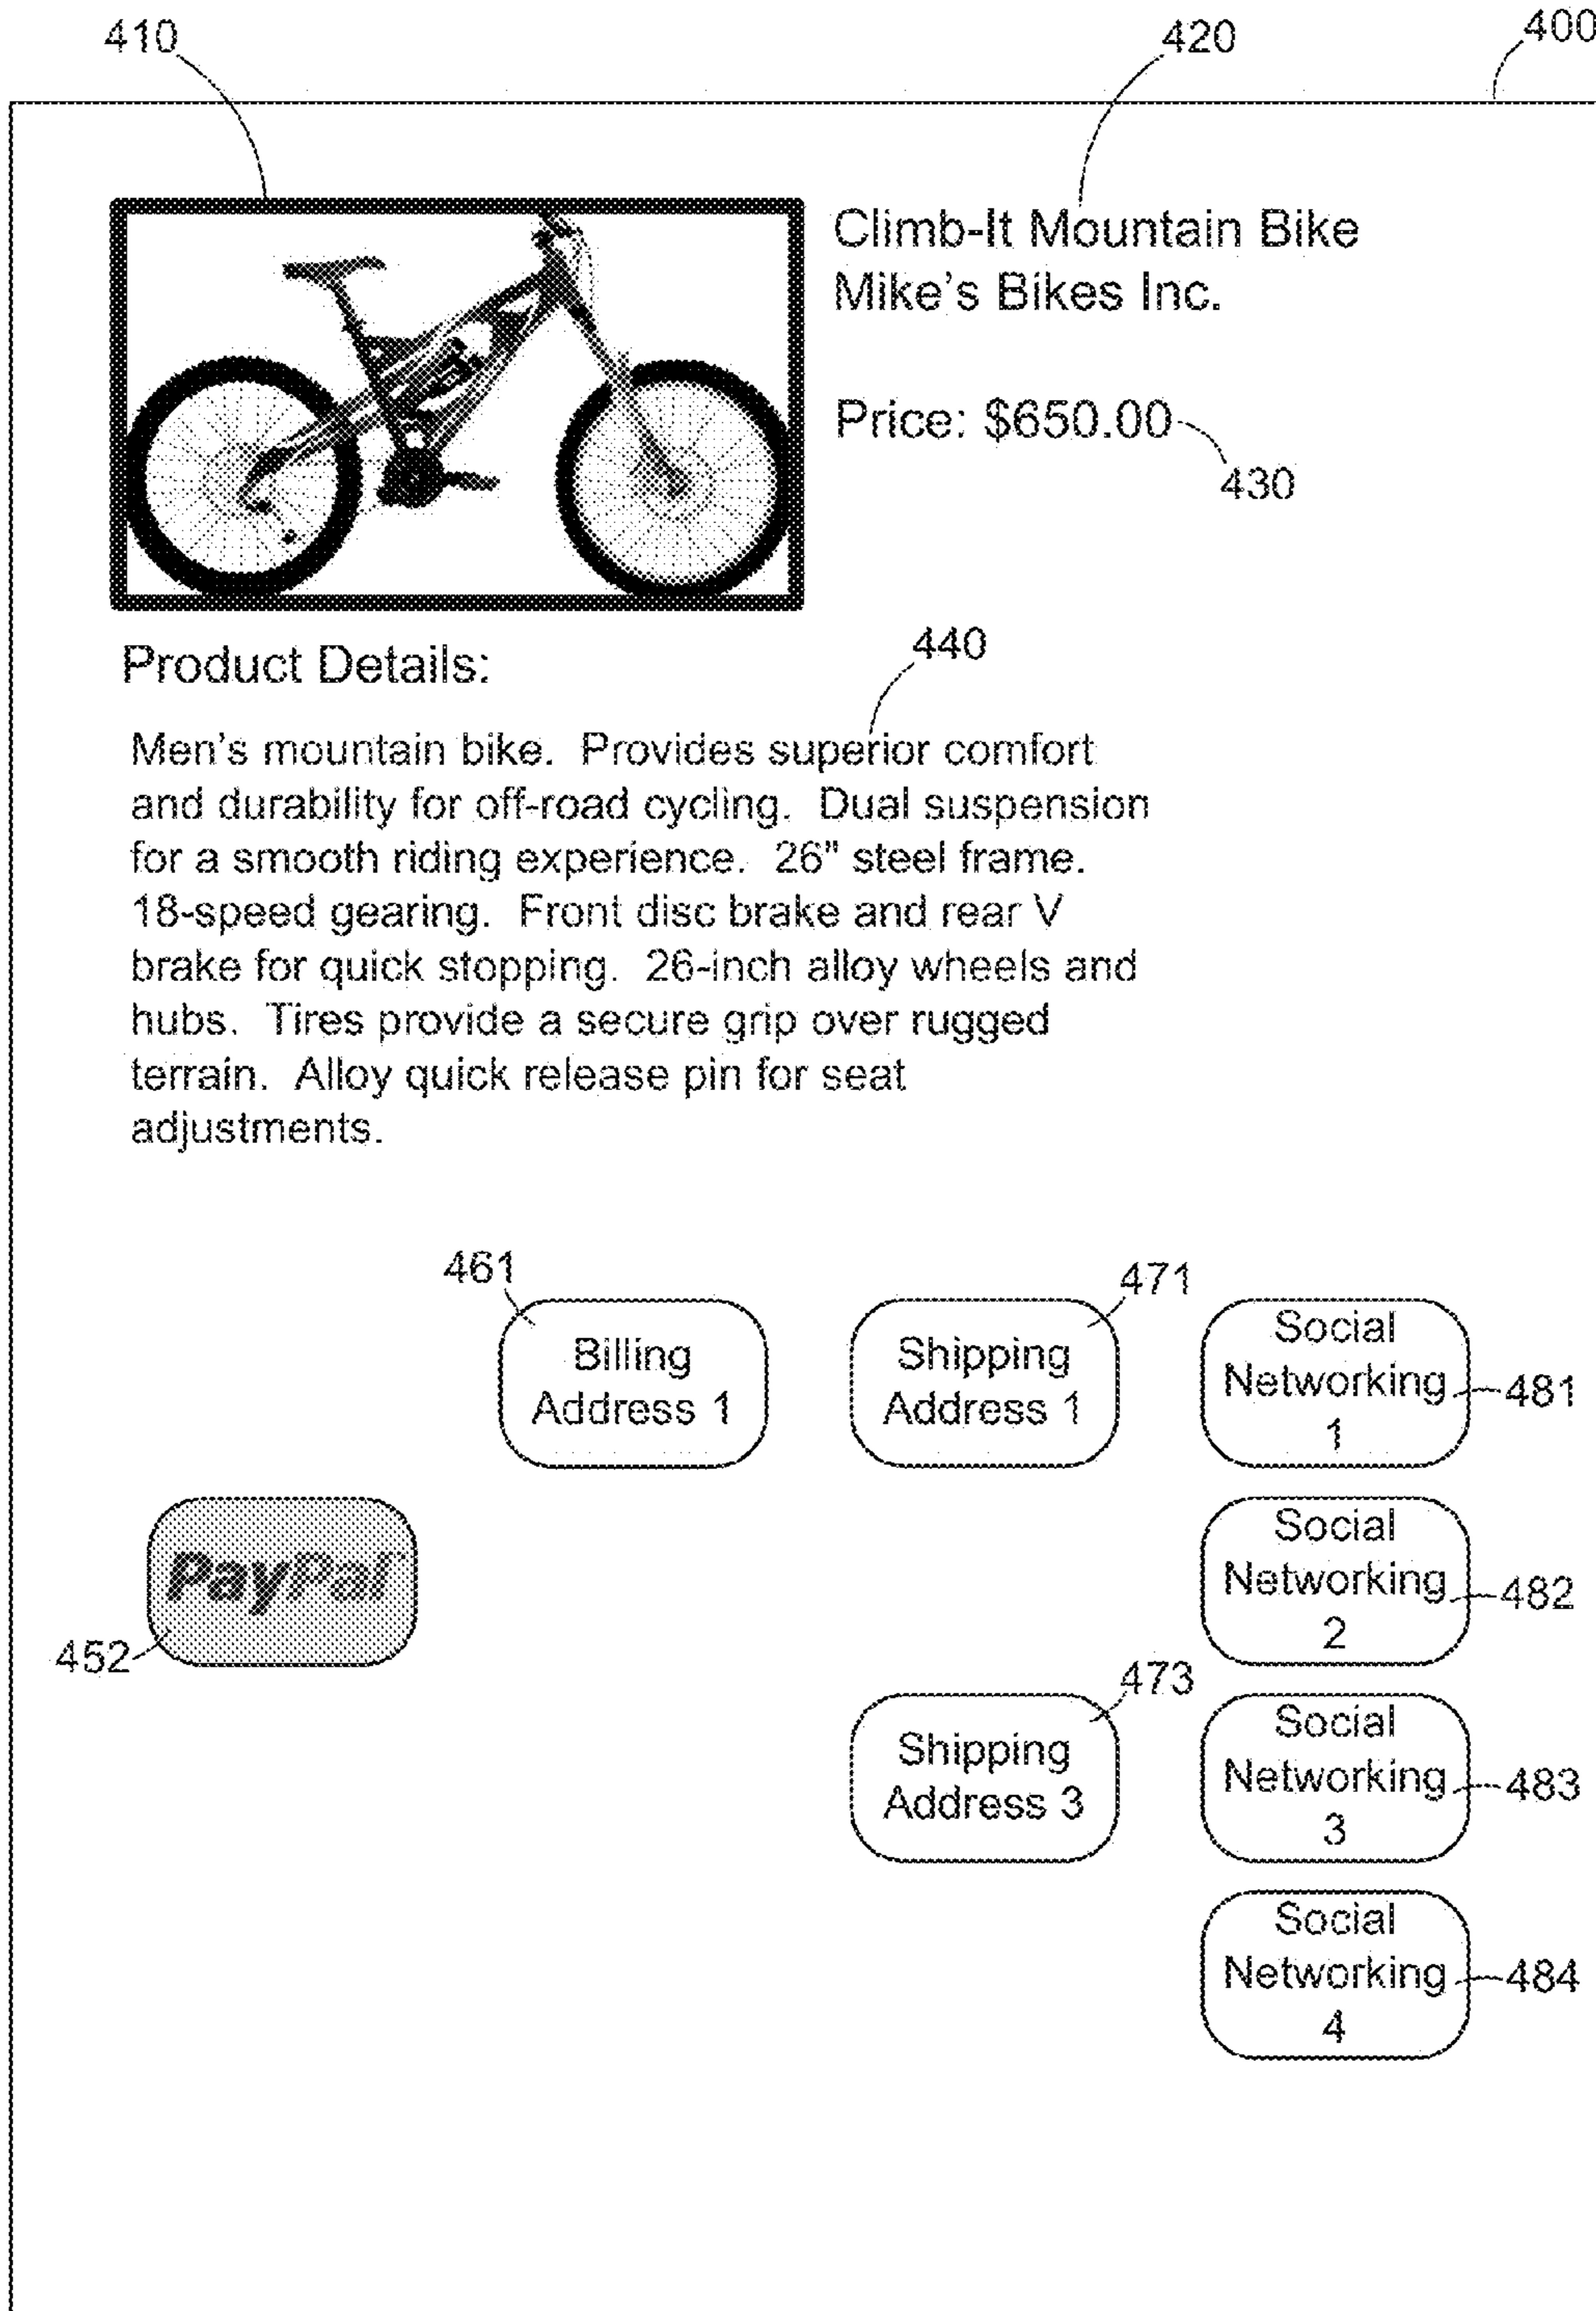 410
420
400
Climb-It Mountain Bike
Mike's Bikes Inc.
Price: $650.00
430
Product Details:
440
Men's mountain bike.  Provides superior comfort
and durability for off-road cycling.  Dual suspension
for a smooth riding experience.  26" steel frame.
18-speed gearing.  Front disc brake and rear V
brake for quick stopping.  26-inch alloy wheels and
hubs.  Tires provide a secure grip over rugged
terrain.  Alloy quick release pin for seat
adjustments.
461
Billing
Address 1
471
Shipping
Address 1
Social
Networking
1
481
PayPal
452
Social
Networking
2
482
473
Shipping
Address 3
Social
Networking
3
483
Social
Networking
4
484